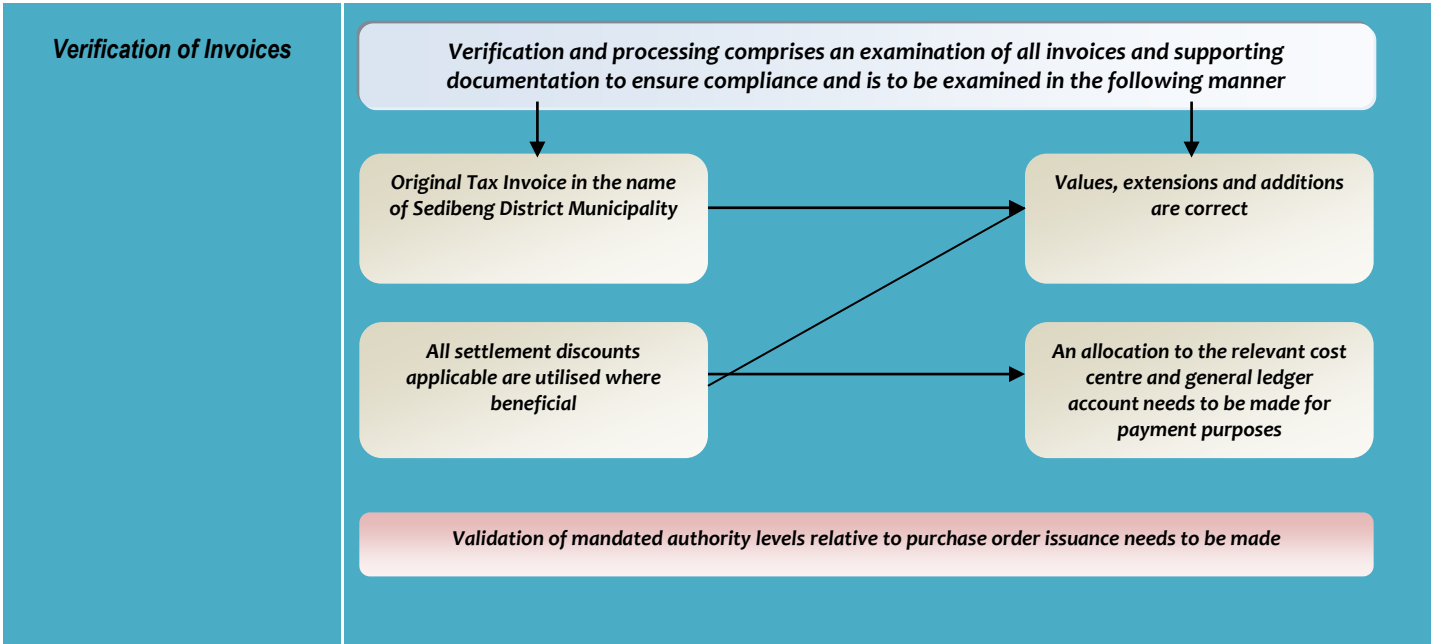 Verification of Invoices
Verification and processing comprises an examination of all invoices and supporting
documentation to ensure compliance and is to be examined in the following manner
Original Tax Invoice in the name
of Sedibeng District Municipality
Values, extensions and additions
are correct
All settlement discounts
applicable are utilised where
beneficial
An allocation to the relevant cost
centre and general ledger
account needs to be made for
payment purposes
Validation of mandated authority levels relative to purchase order issuance needs to be made